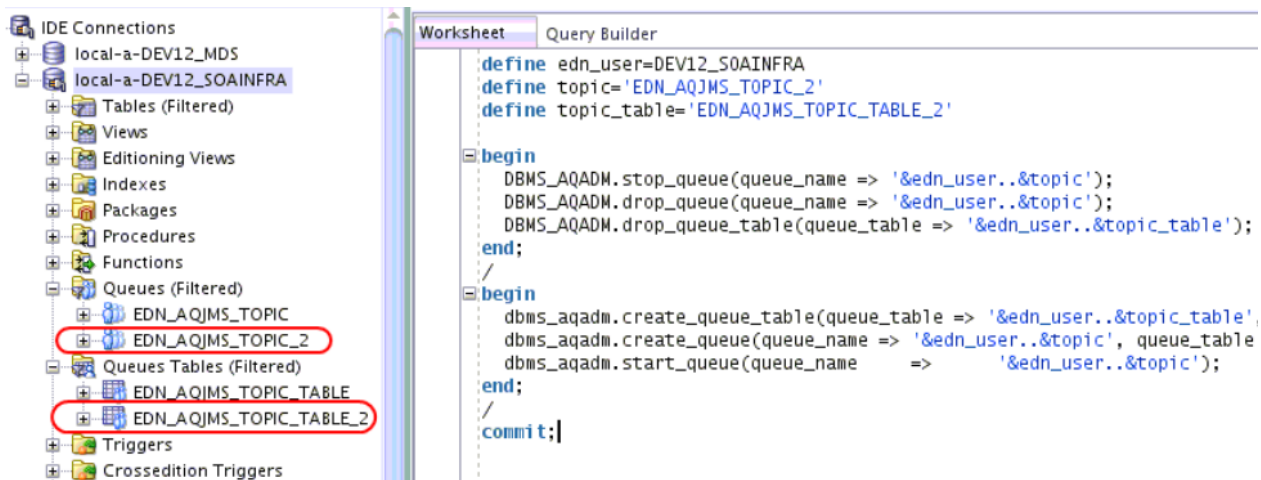 IDE Connections
local-a-DEV12_MDS
local-a-DEV12_SOAINFRA
Tables (Filtered)
Views
Editioning Views
Indexes
Packages
Procedures
Functions
Queues (Filtered)
EDN_AQJMS_TOPIC
EDN_AQJMS_TOPIC_2
Queues Tables (Filtered)
EDN_AQJMS_TOPIC_TABLE
EDN_AQJMS_TOPIC_TABLE_2
Triggers
Crossedition Triggers
Worksheet Query Builder
define edn_user=DEV12_SOAINFRA
define topic='EDN_AQJMS_TOPIC_2'
define topic_table='EDN_AQJMS_TOPIC_TABLE_2'
begin
DBMS_AQADM.stop_queue(queue_name => '&edn_user..&topic');
DBMS_AQADM.drop_queue(queue_name => '&edn_user..&topic');
DBMS_AQADM.drop_queue_table(queue_table => '&edn_user..&topic_table');
end;
/
begin
dbms_aqadm.create_queue_table(queue_table => '&edn_user..&topic_table',
dbms_aqadm.create_queue(queue_name => '&edn_user..&topic', queue_table
dbms_aqadm.start_queue(queue_name => '&edn_user..&topic');
end;
/
commit;